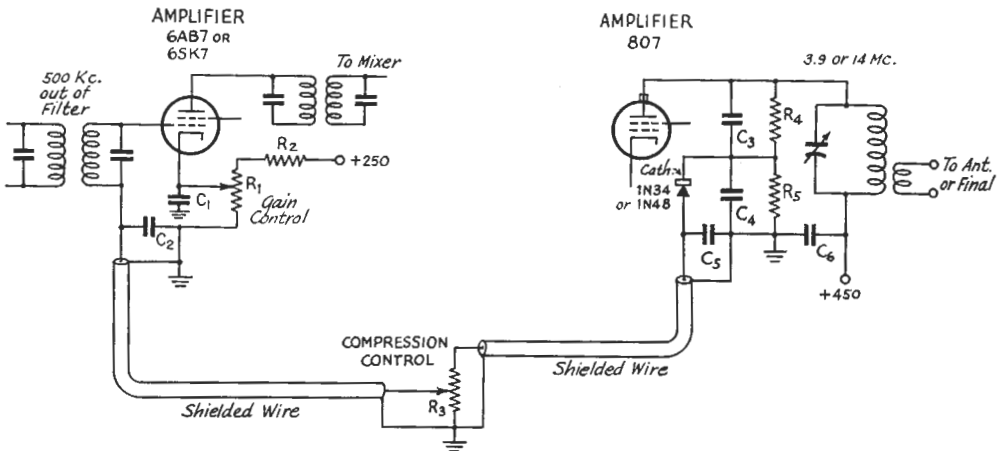 AMPLIFIER
6AB7 OR
6SK7
To Mixer
500 Kc.
out of
Filter
R2
+250
R1
Gain
Control
C1
C2
AMPLIFIER
807
3.9 or 14 MC.
C3
R4
Cath.
1N34
or 1N48
C4
R5
C5
C6
To Ant.
or Final
+450
COMPRESSION
CONTROL
R3
Shielded Wire
Shielded Wire